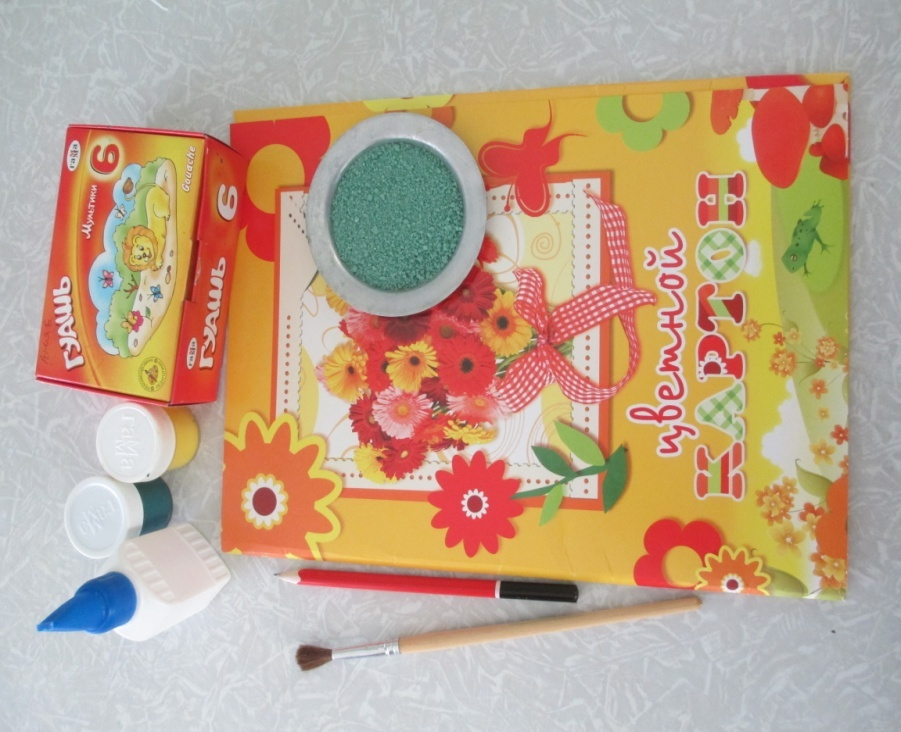 гамма
6
Мультики
Gouache
ГУАШЬ
6
гамма
ГУАШЬ
цветной
КАРТОН